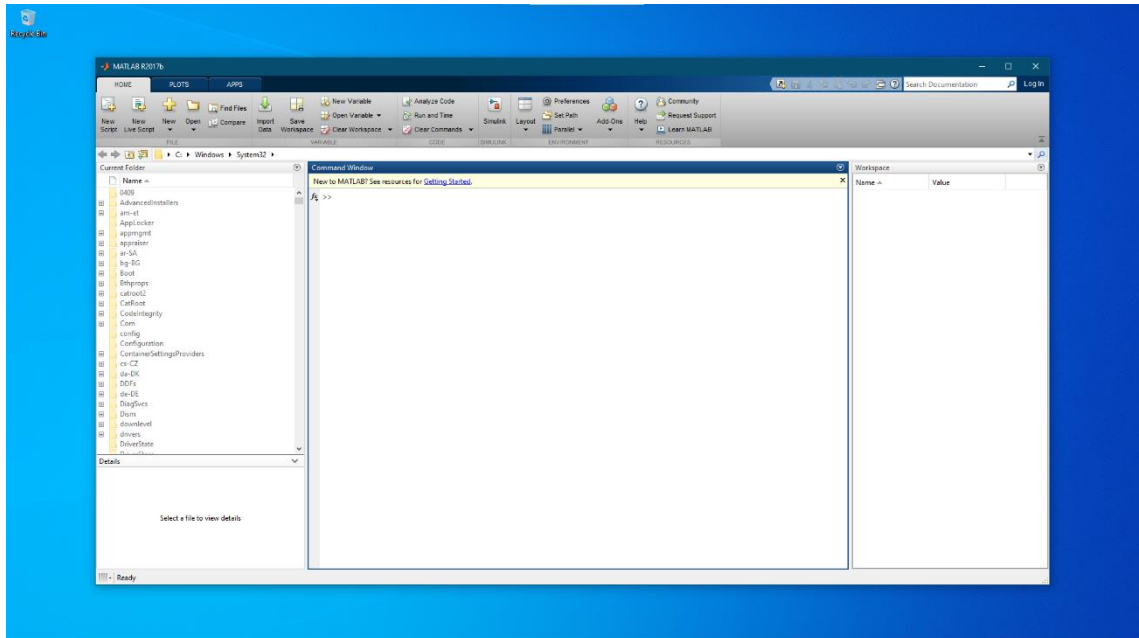 Recycle Bin
MATLAB R2017b
HOME PLOTS APPS
Search Documentation Log In
New Script
New Live Script
New
Open
Find Files
Compare
Import Data
Save Workspace
New Variable
Open Variable
Clear Workspace
Analyze Code
Run and Time
Clear Commands
Simulink
Layout
Preferences
Set Path
Parallel
Add-Ons
Help
Community
Request Support
Learn MATLAB
FILE VARIABLE CODE SIMULINK ENVIRONMENT RESOURCES
C: Windows System32
Current Folder
Name
0409
AdvancedInstallers
am-et
AppLocker
appmgmt
appraiser
ar-SA
bg-BG
Boot
Bthprops
catroot2
CatRoot
CodeIntegrity
Com
config
Configuration
ContainerSettingsProviders
cs-CZ
da-DK
DDFs
de-DE
DiagSvcs
Dism
downlevel
drivers
DriverState
Details
Select a file to view details
Command Window
New to MATLAB? See resources for Getting Started.
fx >>
Workspace
Name Value
Ready